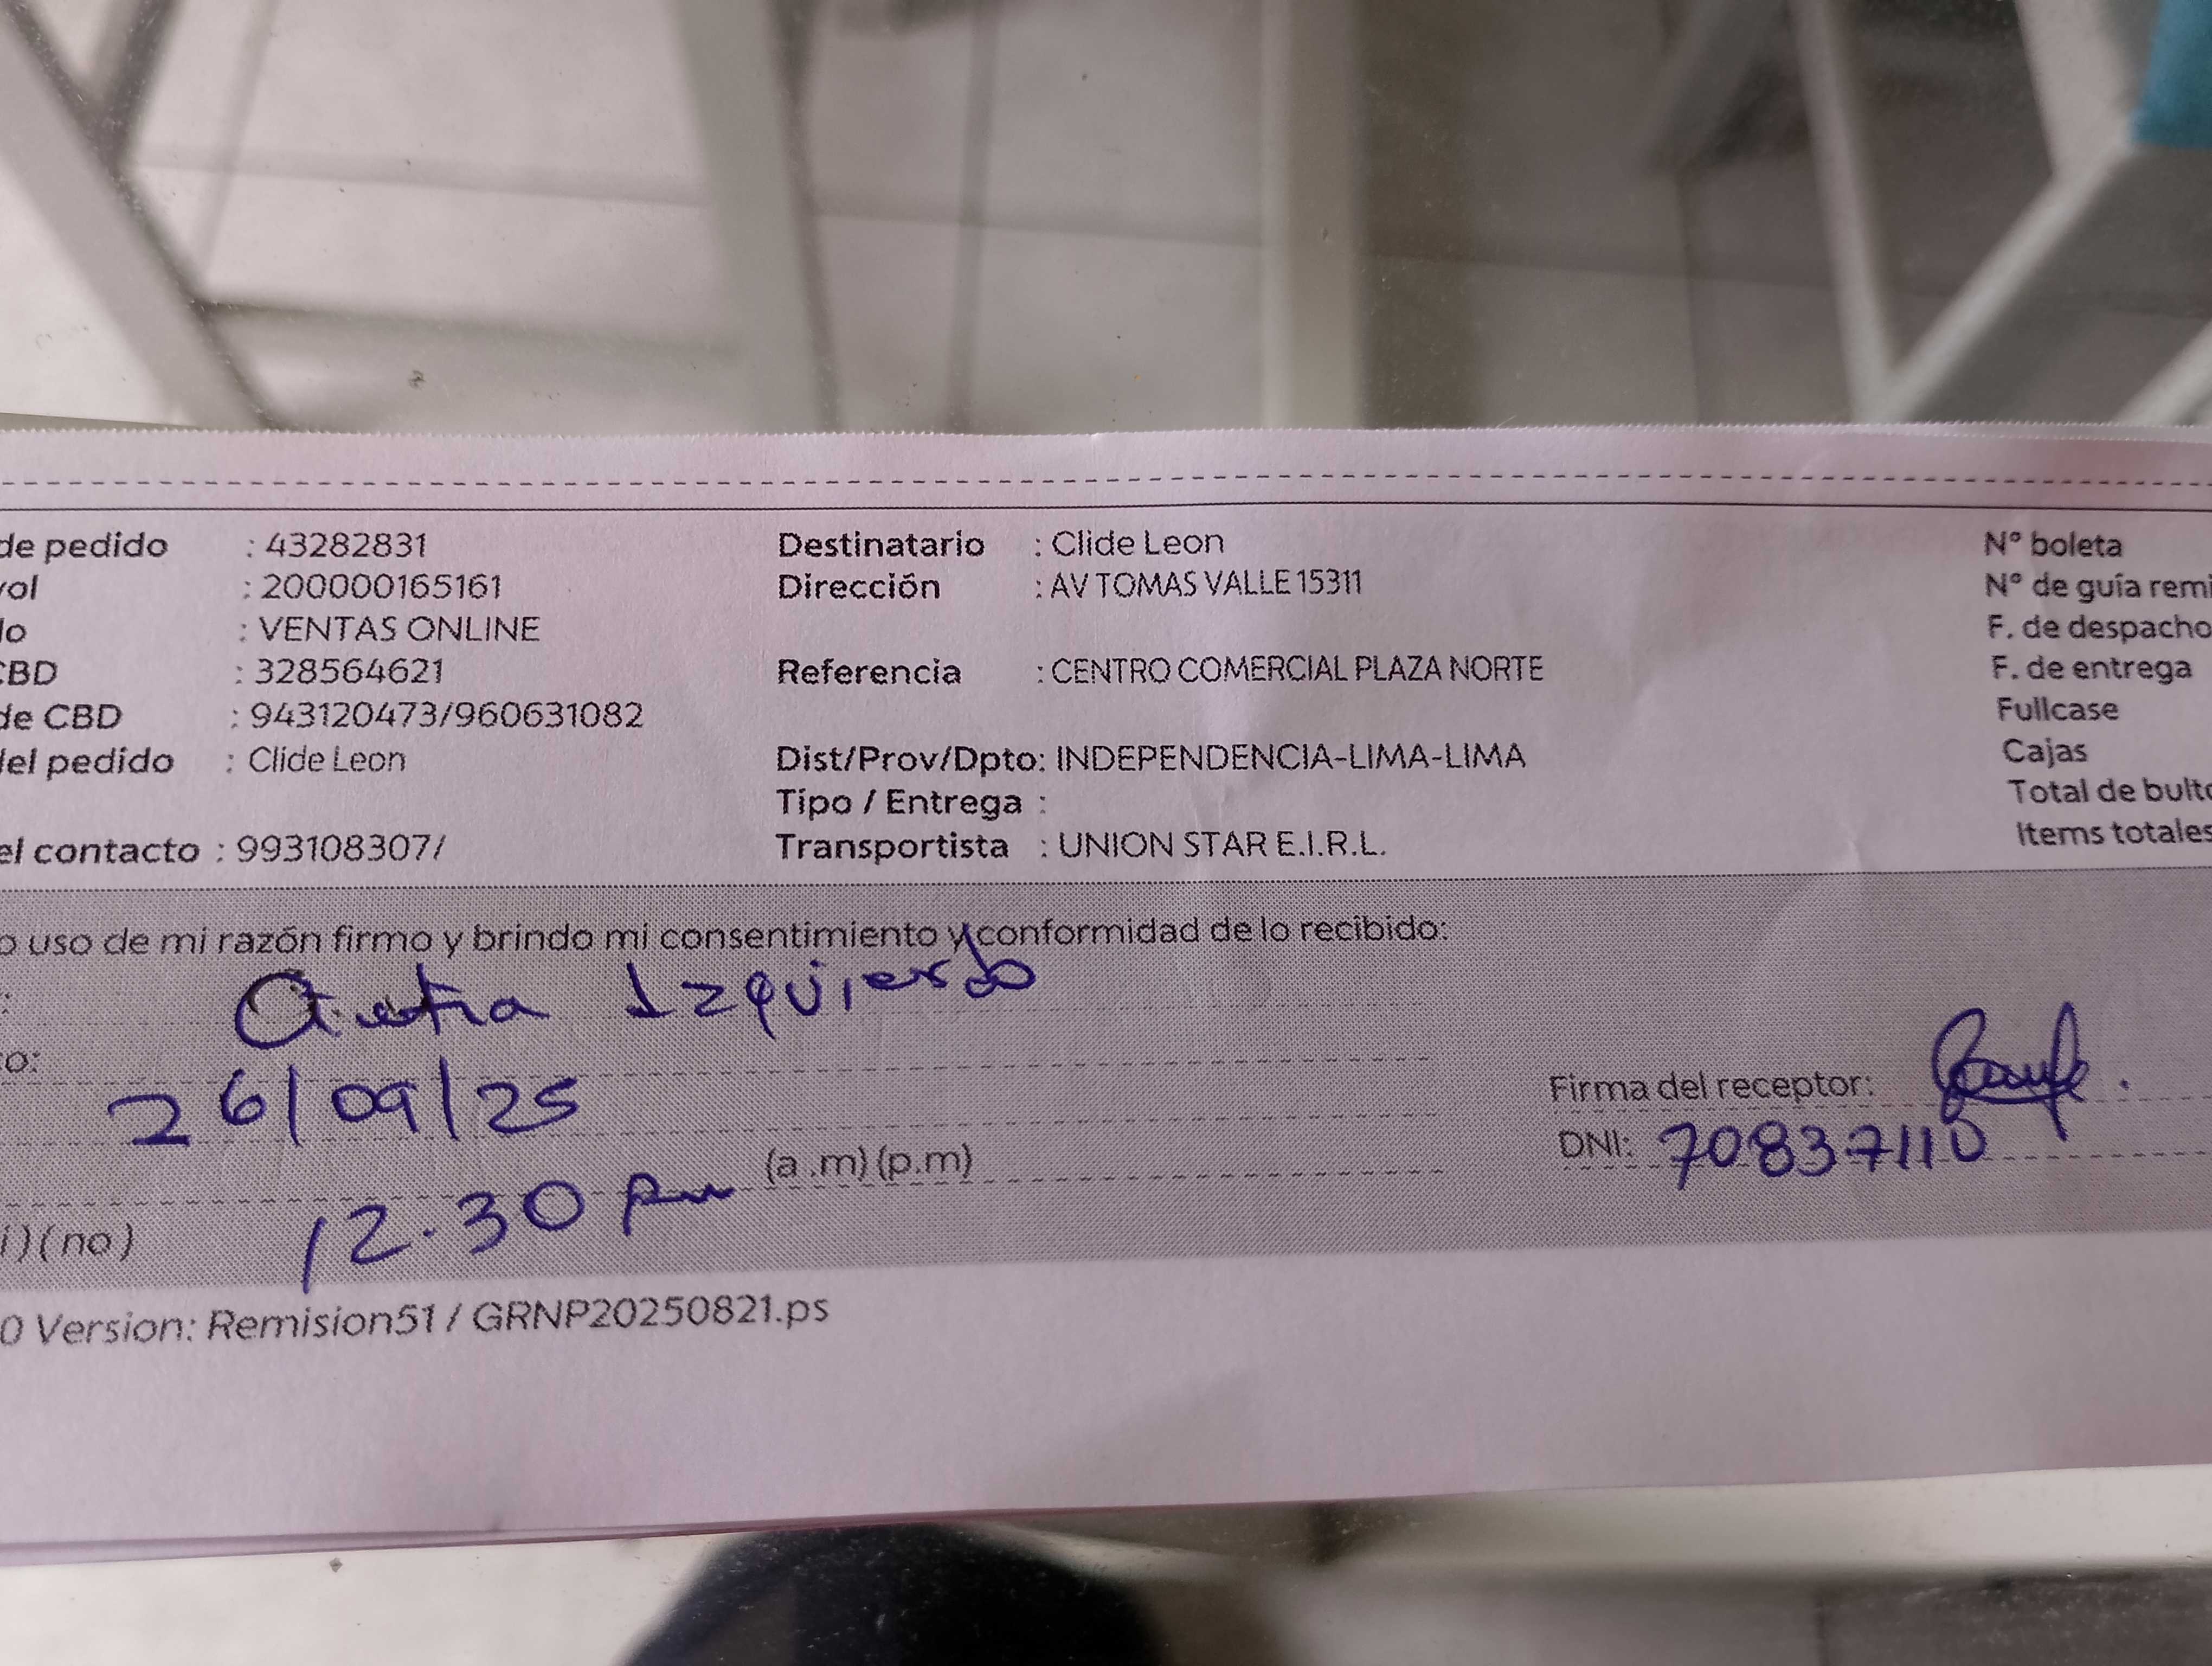 de pedido : 43282831
vol : 200000165161
do : VENTAS ONLINE
CBD : 328564621
de CBD : 943120473/960631082
del pedido : Clide Leon
el contacto : 993108307/
Destinatario : Clide Leon
Dirección : AV TOMAS VALLE 15311
Referencia : CENTRO COMERCIAL PLAZA NORTE
Dist/Prov/Dpto: INDEPENDENCIA-LIMA-LIMA
Tipo / Entrega :
Transportista : UNION STAR E.I.R.L.
N° boleta
N° de guía remi
F. de despacho
F. de entrega
Fullcase
Cajas
Total de bulto
Items totales
o uso de mi razón firmo y brindo mi consentimiento y conformidad de lo recibido:
: Izquierdo
to:
26/09/25
(a.m) (p.m)
12.30 pm
i) (no)
Firma del receptor:
DNI: 70837110
0 Version: Remision51 / GRNP20250821.ps